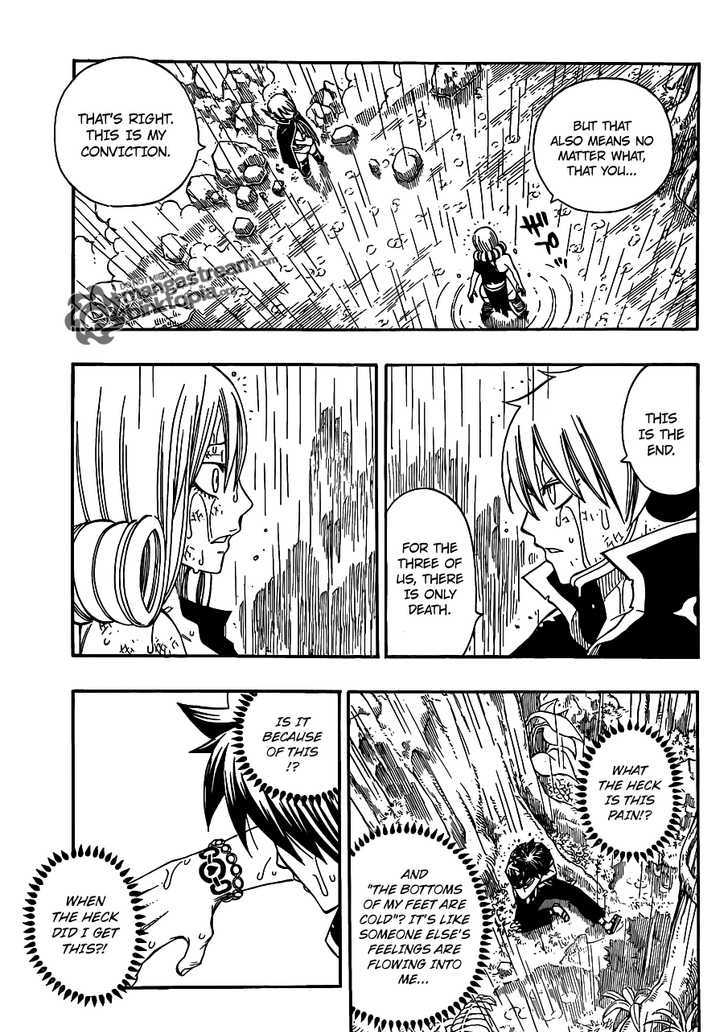 BUT THAT
ALSO MEANS NO
MATTER WHAT,
THAT YOU...
THAT'S RIGHT.
THIS IS MY
CONVICTION.
mangastream.com
THIS
IS THE
END.
FOR THE
THREE OF
US, THERE
IS ONLY
DEATH.
WHAT
THE HECK
IS THIS
PAIN!?
AND
"THE BOTTOMS
OF MY FEET ARE
COLD"? IT'S LIKE
SOMEONE ELSE'S
FEELINGS ARE
FLOWING INTO
ME...
IS IT
BECAUSE
OF THIS
!?
WHEN
THE HECK
DID I GET
THIS?!